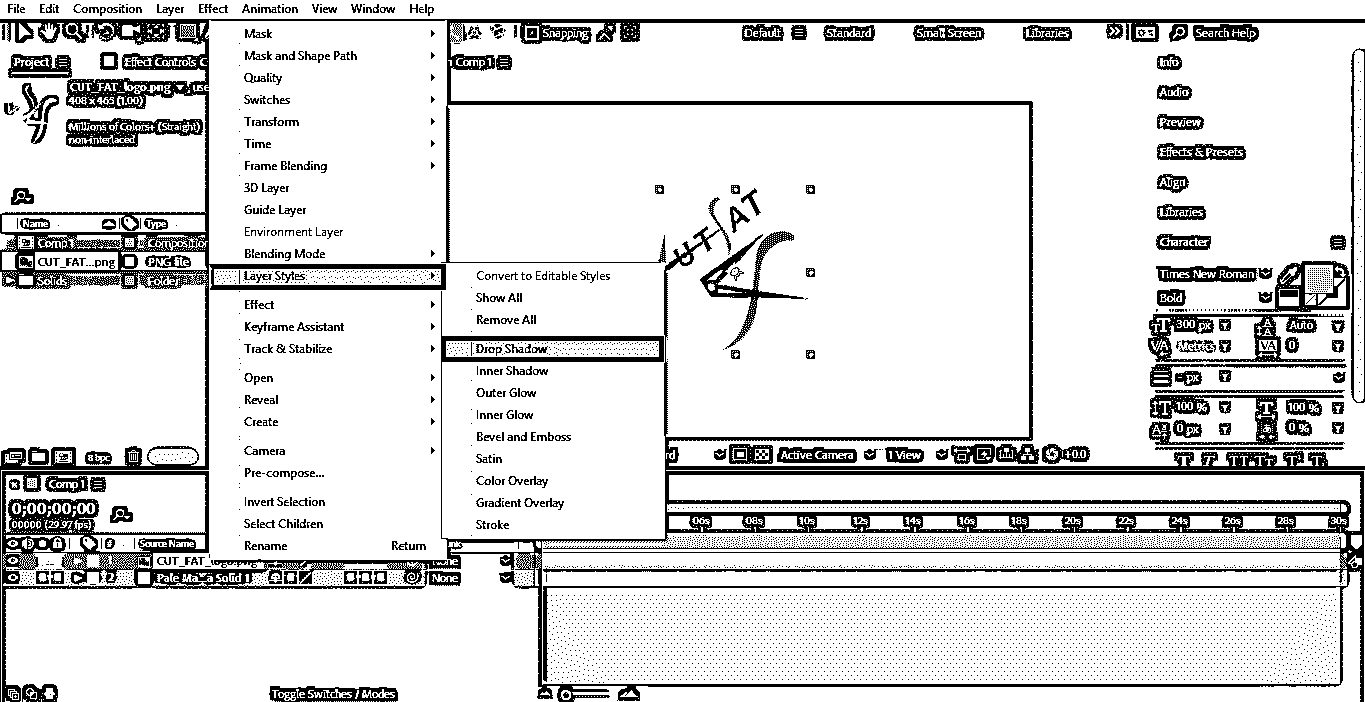 File Edit Composition Layer Effect Animation View Window Help
Snapping Default Standard Small Screen Libraries Search Help
Project Effect Controls C
Comp 1
CUT_FAT_logo.png
408 x 465 (1.00)
Millions of Colors+ (Straight)
non-interlaced
Name Type
Comp 1 Composition
CUT_FAT...png PNG file
Solids Folder
8 bpc
Mask
Mask and Shape Path
Quality
Switches
Transform
Time
Frame Blending
3D Layer
Guide Layer
Environment Layer
Blending Mode
Layer Styles
Effect
Keyframe Assistant
Track & Stabilize
Open
Reveal
Create
Camera
Pre-compose...
Invert Selection
Select Children
Rename Return
Convert to Editable Styles
Show All
Remove All
Drop Shadow
Inner Shadow
Outer Glow
Inner Glow
Bevel and Emboss
Satin
Color Overlay
Gradient Overlay
Stroke
UT AT
Active Camera 1 View +0.0
Info
Audio
Preview
Effects & Presets
Align
Libraries
Character
Times New Roman
Bold
300 px Auto
Metrics 0
- px
100 % 100 %
0 px 0 %
Comp 1
0;00;00;00
00000 (29.97 fps)
# Source Name
06s 08s 10s 12s 14s 16s 18s 20s 22s 24s 26s 28s 30s
CUT_FAT_logo.png None
2 Pale Ma a Solid 1 None
Toggle Switches / Modes